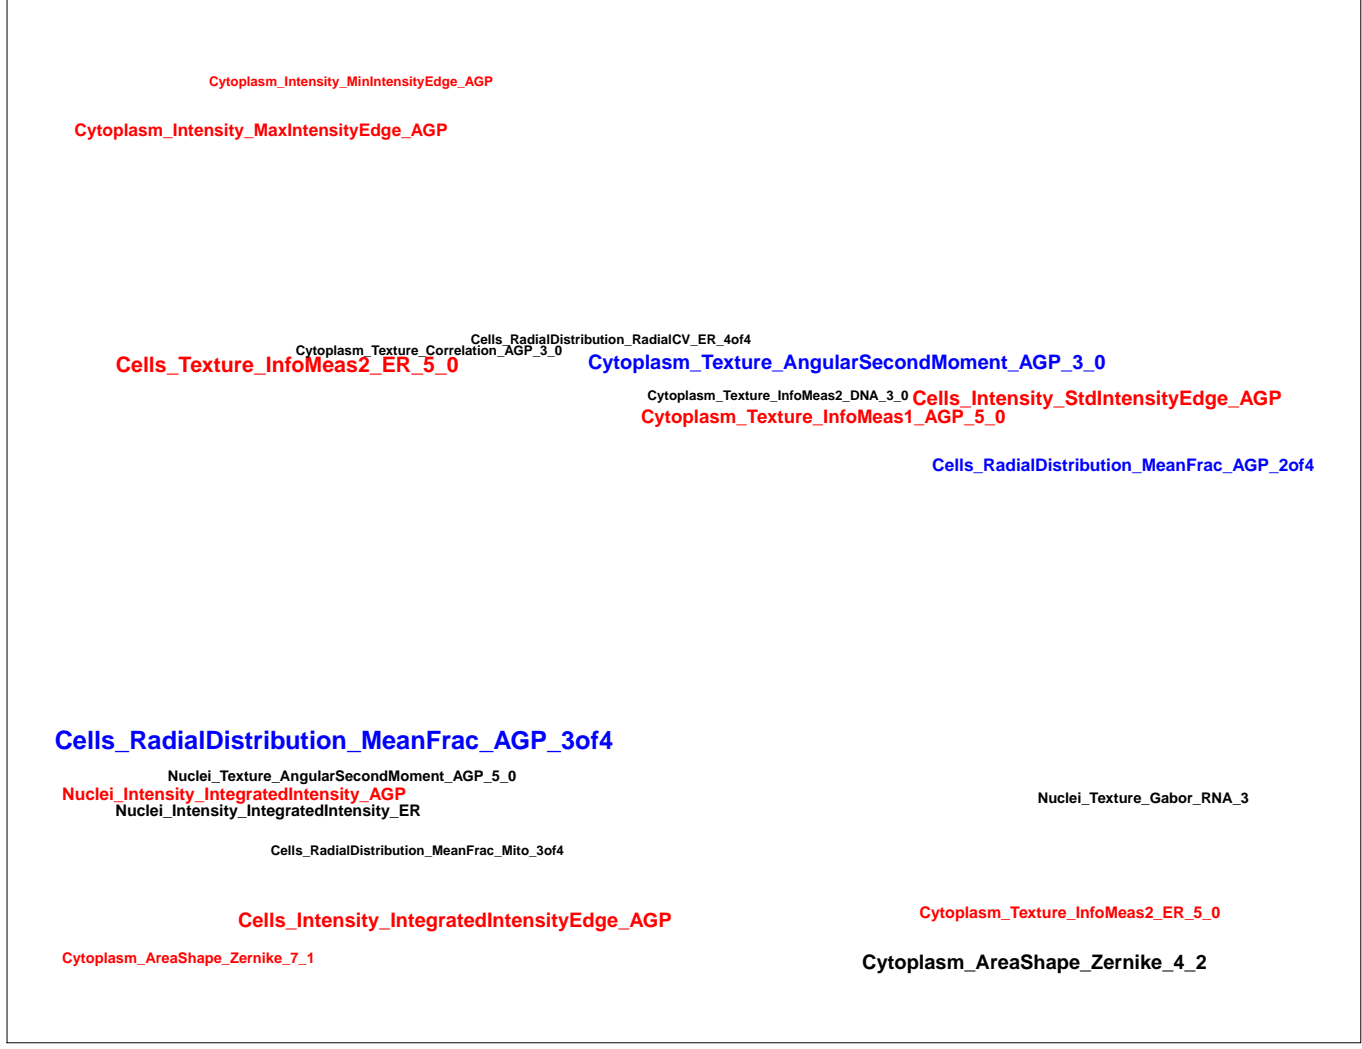 Cytoplasm_Intensity_MinIntensityEdge_AGP
Cytoplasm_Intensity_MaxIntensityEdge_AGP
Cells_RadialDistribution_RadialCV_ER_4of4
Cytoplasm_Texture_Correlation_AGP_3_0
Cells_Texture_InfoMeas2_ER_5_0
Cytoplasm_Texture_AngularSecondMoment_AGP_3_0
Cytoplasm_Texture_InfoMeas2_DNA_3_0
Cells_Intensity_StdIntensityEdge_AGP
Cytoplasm_Texture_InfoMeas1_AGP_5_0
Cells_RadialDistribution_MeanFrac_AGP_2of4
Cells_RadialDistribution_MeanFrac_AGP_3of4
Nuclei_Texture_AngularSecondMoment_AGP_5_0
Nuclei_Intensity_IntegratedIntensity_AGP
Nuclei_Texture_Gabor_RNA_3
Nuclei_Intensity_IntegratedIntensity_ER
Cells_RadialDistribution_MeanFrac_Mito_3of4
Cytoplasm_Texture_InfoMeas2_ER_5_0
Cells_Intensity_IntegratedIntensityEdge_AGP
Cytoplasm_AreaShape_Zernike_7_1
Cytoplasm_AreaShape_Zernike_4_2